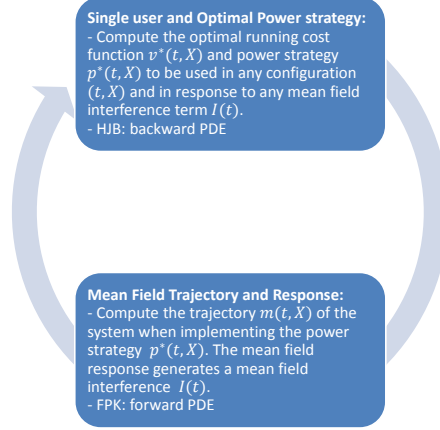 Single user and Optimal Power strategy:
- Compute the optimal running cost
function v*(t, X) and power strategy
p*(t, X) to be used in any configuration
(t, X) and in response to any mean field
interference term I(t).
- HJB: backward PDE
Mean Field Trajectory and Response:
- Compute the trajectory m(t, X) of
the system when implementing the power
strategy p*(t, X). The mean field
response generates a mean field
interference I(t).
- FPK: forward PDE